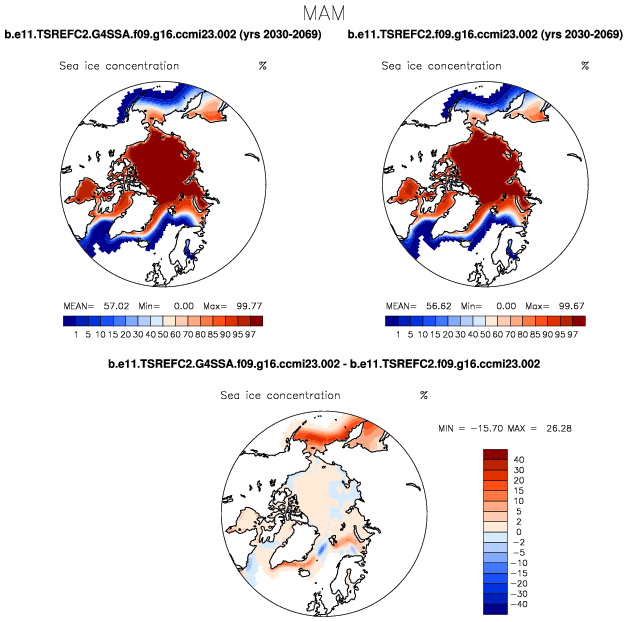 MAM
b.e11.TSREFC2.G4SSA.f09.g16.ccmi23.002 (yrs 2030-2069)
b.e11.TSREFC2.f09.g16.ccmi23.002 (yrs 2030-2069)
Sea ice concentration %
Sea ice concentration %
MEAN= 57.02 Min= 0.00 Max= 99.77
MEAN= 56.62 Min= 0.00 Max= 99.67
1 5 10 15 20 30 40 50 60 70 80 85 90 95 97
1 5 10 15 20 30 40 50 60 70 80 85 90 95 97
b.e11.TSREFC2.G4SSA.f09.g16.ccmi23.002 - b.e11.TSREFC2.f09.g16.ccmi23.002
Sea ice concentration %
MIN = -15.70 MAX = 26.28
40
30
20
15
10
5
2
0
-2
-5
-10
-15
-20
-30
-40